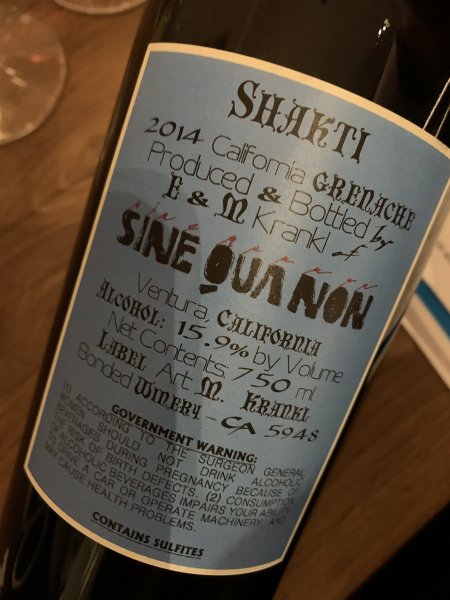 SHAKTI
2014 California GRENACHE
Produced & Bottled by
E & M Krankl of
sine qua non
SINE QUA NON
Ventura, CALIFORNIA
ALCOHOL: 15.9% by Volume
Net Contents: 750 ml
LABEL Art: M. KRANKL
Bonded WINERY - CA 5948
GOVERNMENT WARNING:
(1) ACCORDING TO THE SURGEON GENERAL,
WOMEN SHOULD NOT DRINK ALCOHOLIC
BEVERAGES DURING PREGNANCY BECAUSE OF
THE RISK OF BIRTH DEFECTS. (2) CONSUMPTION
OF ALCOHOLIC BEVERAGES IMPAIRS YOUR ABILITY
TO DRIVE A CAR OR OPERATE MACHINERY, AND
MAY CAUSE HEALTH PROBLEMS.
CONTAINS SULFITES